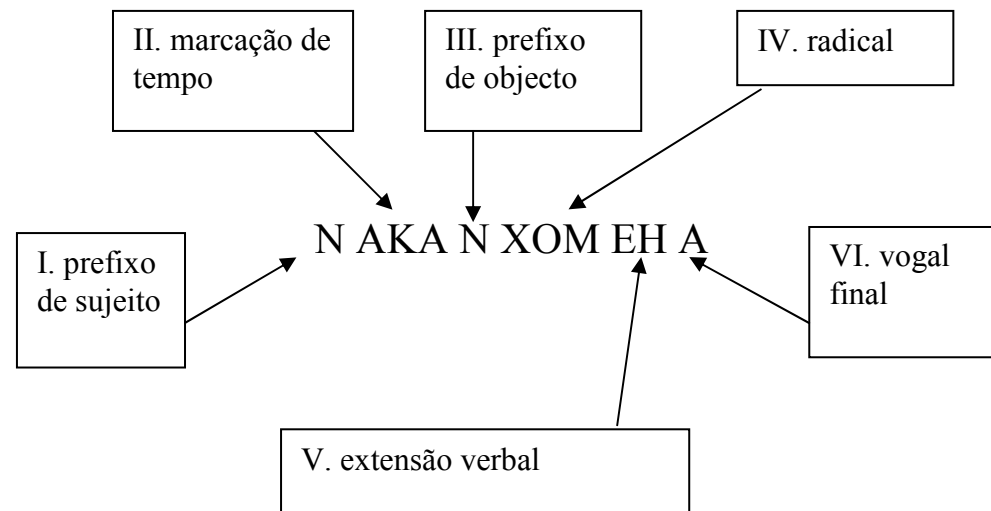 II. marcação de
tempo
III. prefixo
de objecto
IV. radical
N AKA N XOM EH A
I. prefixo
de sujeito
VI. vogal
final
V. extensão verbal